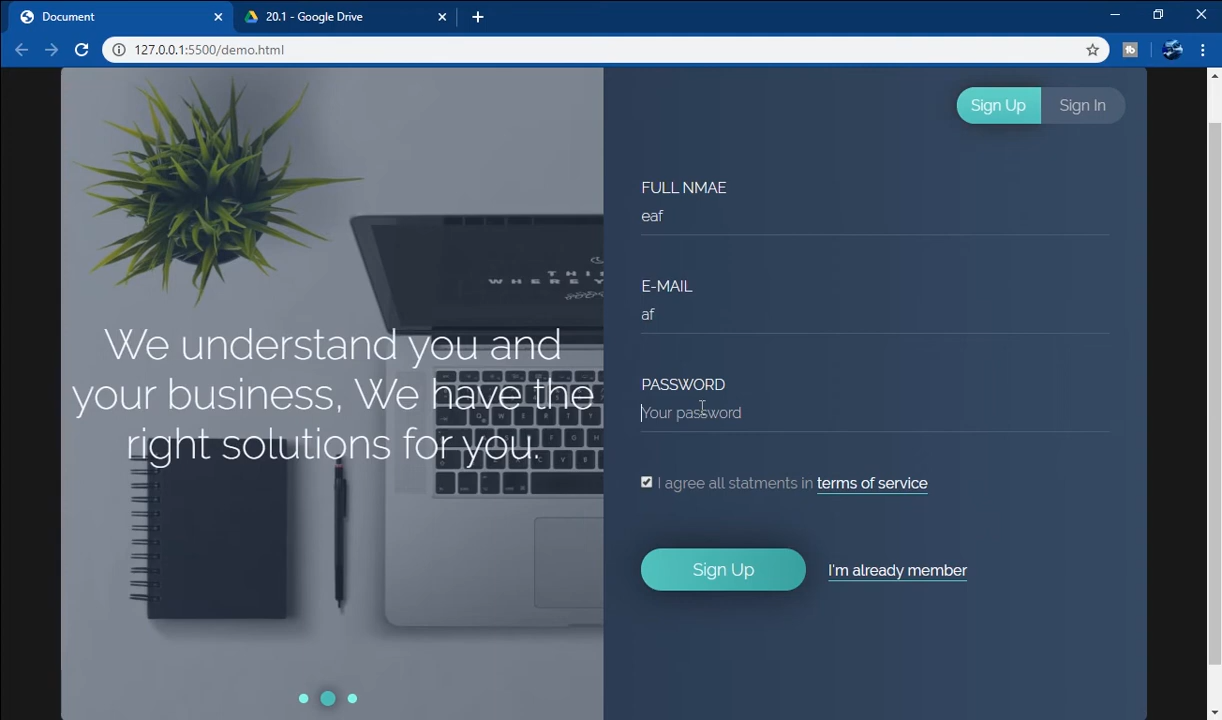 Document
20.1 - Google Drive
127.0.0.1:5500/demo.html
Sign Up
Sign In
FULL NMAE
eaf
E-MAIL
af
We understand you and
your business, We have the
right solutions for you.
PASSWORD
Your password
I agree all statments in terms of service
Sign Up
I'm already member